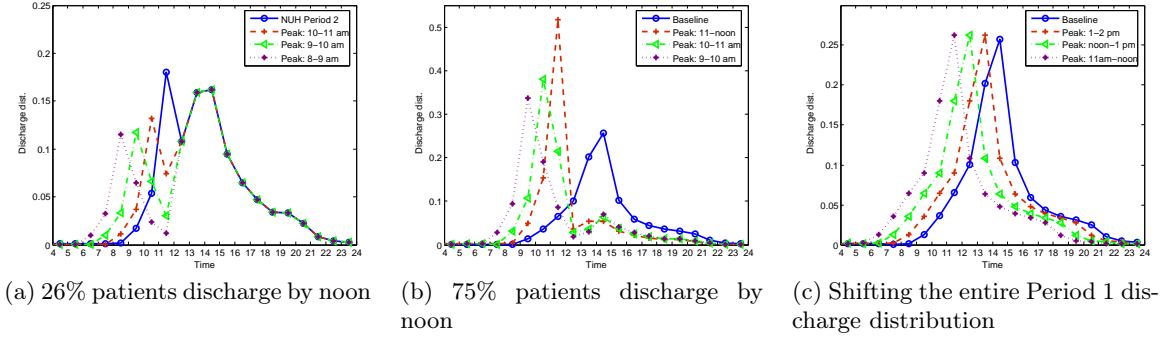 0.25
0.2
0.15
0.1
0.05
0
Discharge dist.
4 5 6 7 8 9 10 11 12 13 14 15 16 17 18 19 20 21 22 23 24
Time
NUH Period 2
Peak: 10−11 am
Peak: 9−10 am
Peak: 8−9 am
(a) 26% patients discharge by noon
0.5
0.4
0.3
0.2
0.1
0
Discharge dist.
4 5 6 7 8 9 10 11 12 13 14 15 16 17 18 19 20 21 22 23 24
Time
Baseline
Peak: 11−noon
Peak: 10−11 am
Peak: 9−10 am
(b) 75% patients discharge by
noon
0.25
0.2
0.15
0.1
0.05
0
Discharge dist.
4 5 6 7 8 9 10 11 12 13 14 15 16 17 18 19 20 21 22 23 24
Time
Baseline
Peak: 1−2 pm
Peak: noon−1 pm
Peak: 11am−noon
(c) Shifting the entire Period 1 dis-
charge distribution